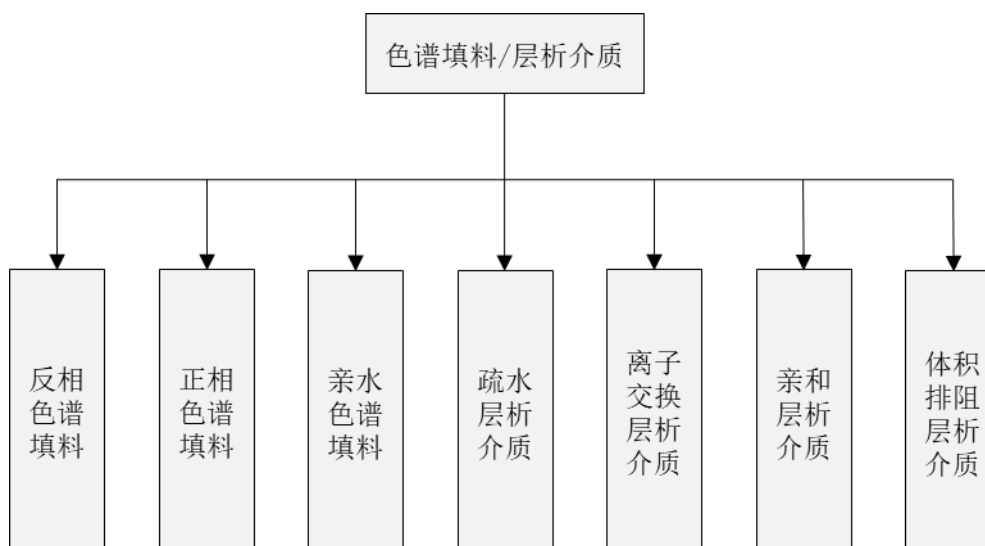 色谱填料/层析介质
反相
色谱
填料
正相
色谱
填料
亲水
色谱
填料
疏水
层析
介质
离子
交换
层析
介质
亲和
层析
介质
体积
排阻
层析
介质